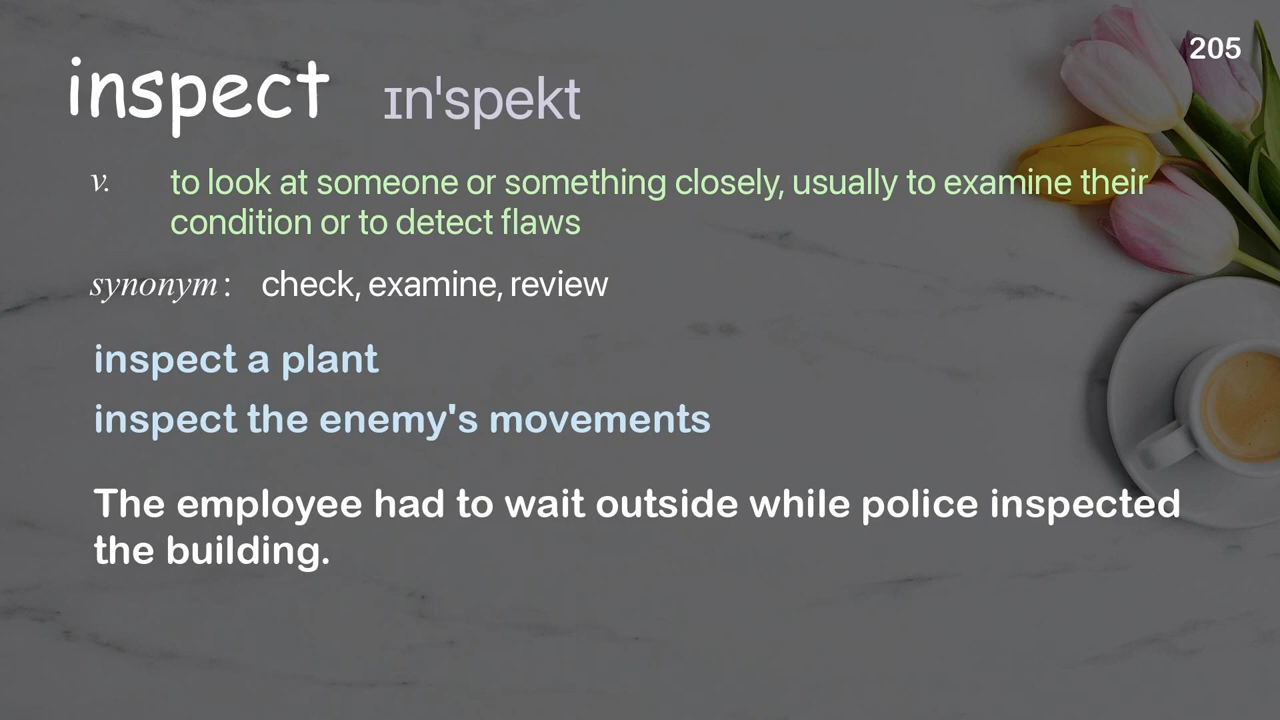 205
inspect ɪn'spekt
v. to look at someone or something closely, usually to examine their
condition or to detect flaws
synonym : check, examine, review
inspect a plant
inspect the enemy's movements
The employee had to wait outside while police inspected
the building.